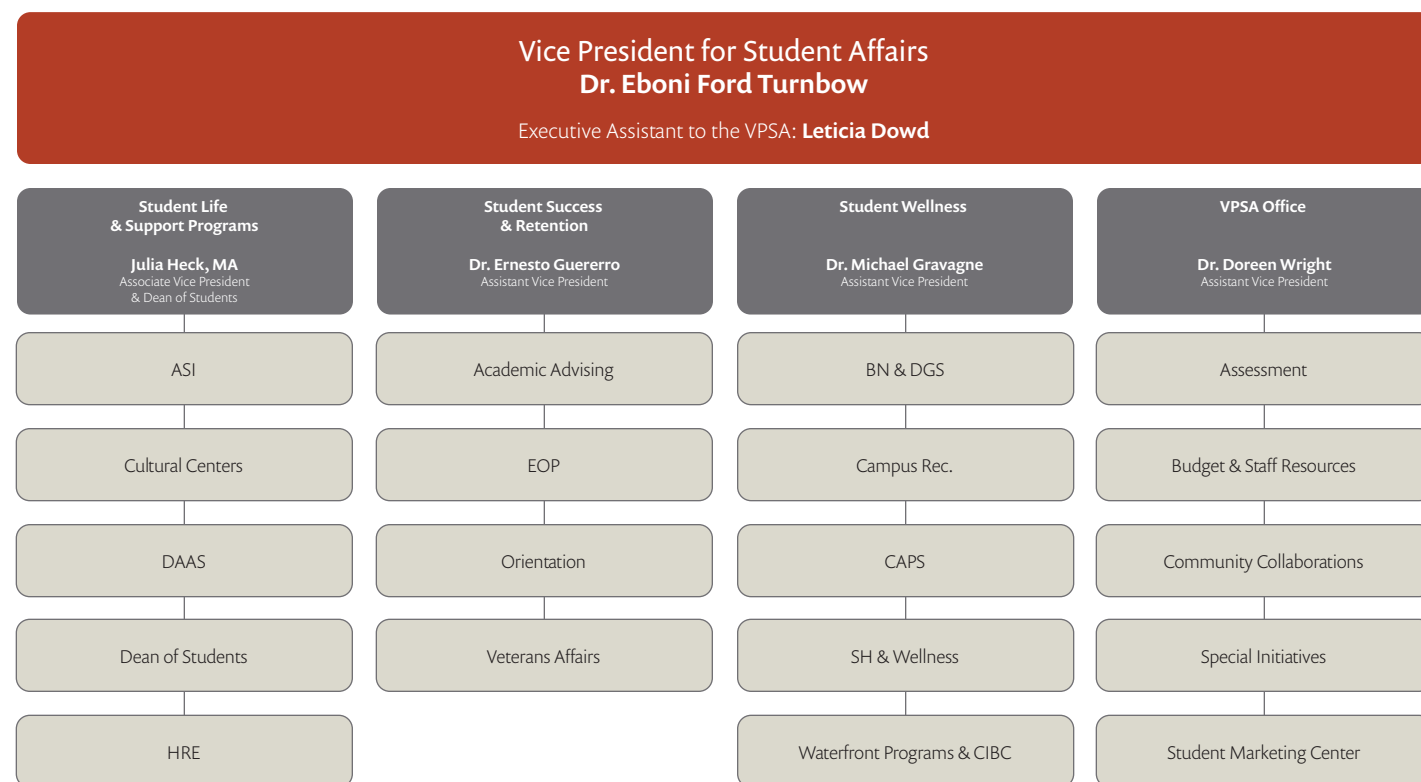 Vice President for Student Affairs
Dr. Eboni Ford Turnbow
Executive Assistant to the VPSA: Leticia Dowd
Student Life
& Support Programs
Julia Heck, MA
Associate Vice President
& Dean of Students
ASI
Cultural Centers
DAAS
Dean of Students
HRE
Student Success
& Retention
Dr. Ernesto Guererro
Assistant Vice President
Academic Advising
EOP
Orientation
Veterans Affairs
Student Wellness
Dr. Michael Gravagne
Assistant Vice President
BN & DGS
Campus Rec.
CAPS
SH & Wellness
Waterfront Programs & CIBC
VPSA Office
Dr. Doreen Wright
Assistant Vice President
Assessment
Budget & Staff Resources
Community Collaborations
Special Initiatives
Student Marketing Center